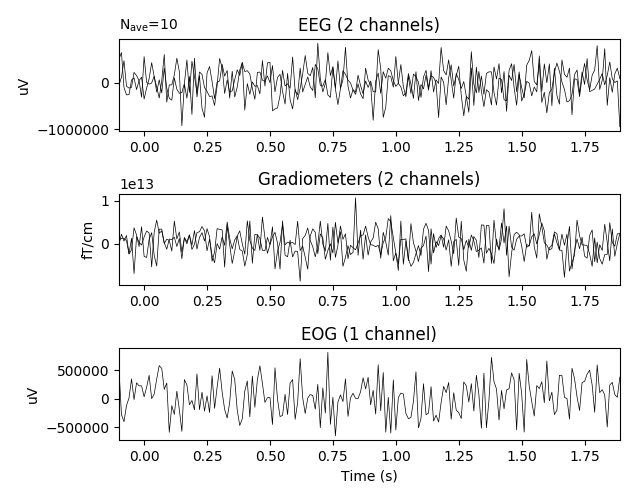 N_ave=10
EEG (2 channels)
uV
0
−1000000
0.00 0.25 0.50 0.75 1.00 1.25 1.50 1.75
1e13
Gradiometers (2 channels)
fT/cm
1
0
0.00 0.25 0.50 0.75 1.00 1.25 1.50 1.75
EOG (1 channel)
uV
500000
0
−500000
0.00 0.25 0.50 0.75 1.00 1.25 1.50 1.75
Time (s)